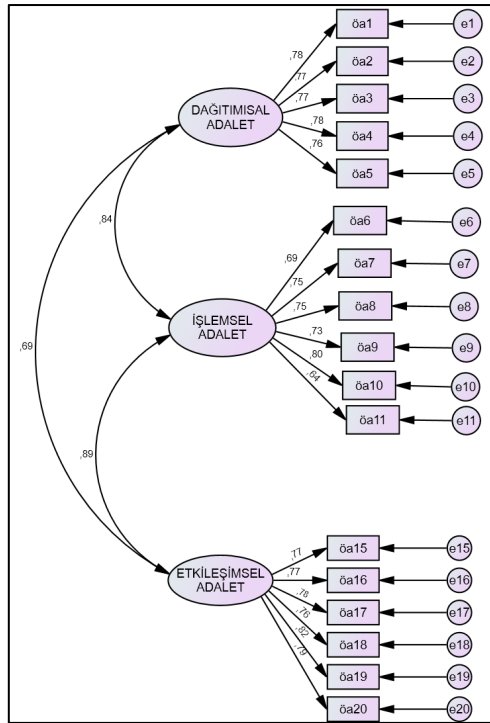 ,78
öa1
e1
,77
öa2
e2
,77
öa3
e3
,78
öa4
e4
,76
öa5
e5
DAĞITIMISAL
ADALET
,84
,69
öa6
e6
,75
öa7
e7
,75
öa8
e8
,73
öa9
e9
,80
öa10
e10
,64
öa11
e11
İŞLEMSEL
ADALET
,69
,89
,77
öa15
e15
,77
öa16
e16
,78
öa17
e17
,76
öa18
e18
,82
öa19
e19
,79
öa20
e20
ETKİLEŞİMSEL
ADALET